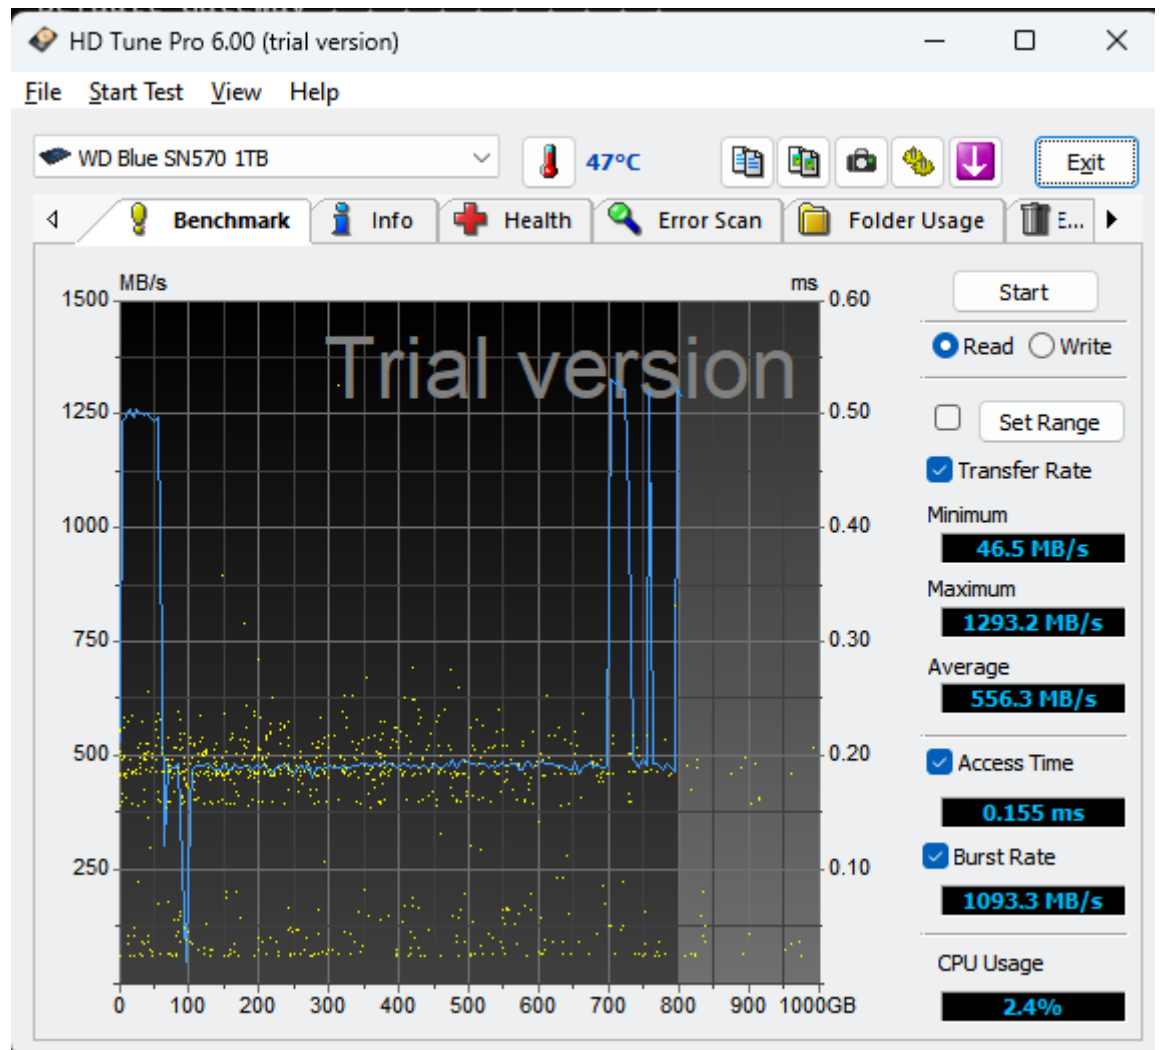 HD Tune Pro 6.00 (trial version)
File Start Test View Help
WD Blue SN570 1TB 47°C Exit
Benchmark Info Health Error Scan Folder Usage E...
MB/s ms
Trial version
1500 0.60
1250 0.50
1000 0.40
750 0.30
500 0.20
250 0.10
0 100 200 300 400 500 600 700 800 900 1000GB
Start
Read Write
Set Range
Transfer Rate
Minimum
46.5 MB/s
Maximum
1293.2 MB/s
Average
556.3 MB/s
Access Time
0.155 ms
Burst Rate
1093.3 MB/s
CPU Usage
2.4%